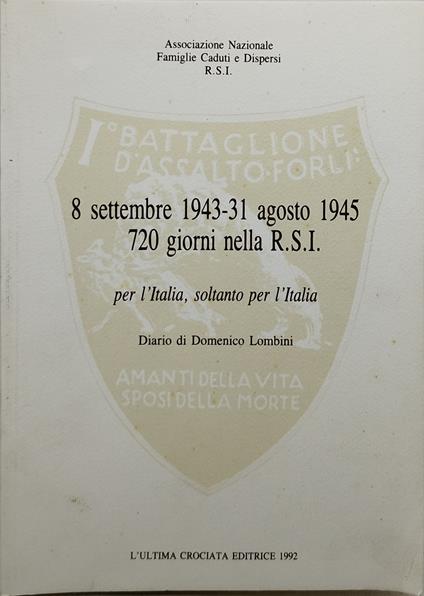 Associazione Nazionale
Famiglie Caduti e Dispersi
R.S.I.
I° BATTAGLIONE
D'ASSALTO·FORLÌ·
8 settembre 1943-31 agosto 1945
720 giorni nella R.S.I.
per l'Italia, soltanto per l'Italia
Diario di Domenico Lombini
AMANTI DELLA VITA
SPOSI DELLA MORTE
L'ULTIMA CROCIATA EDITRICE 1992